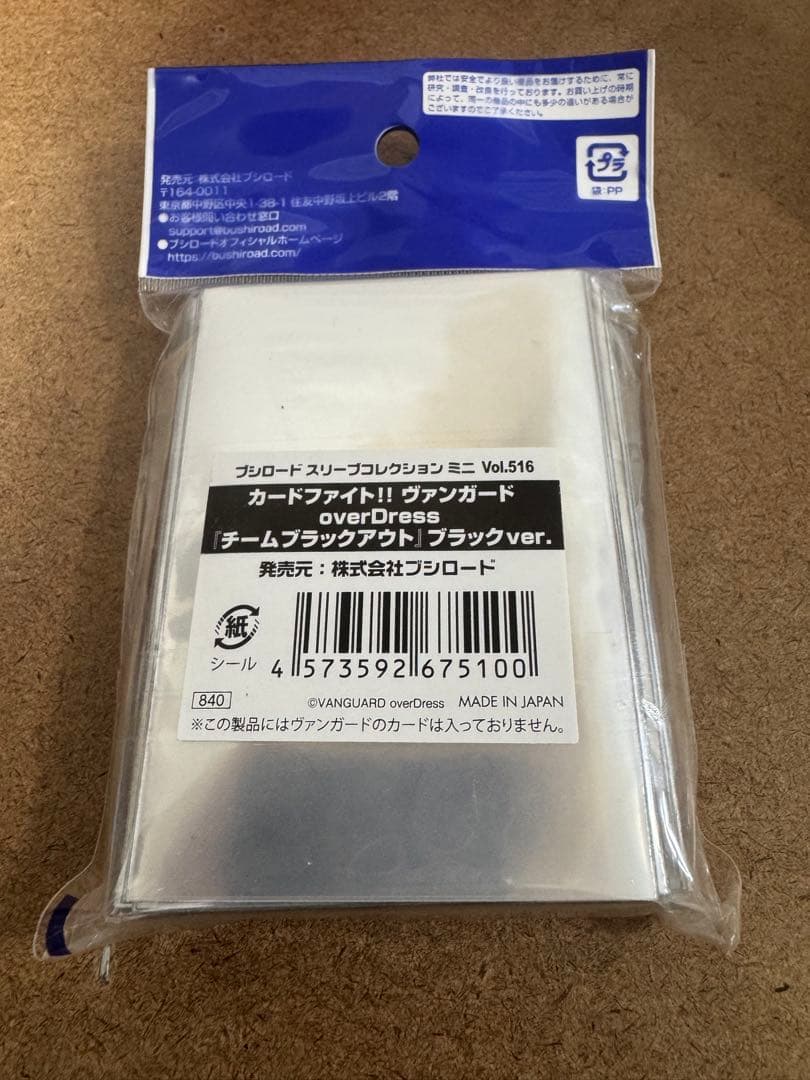 弊社では安全でより良い産品をお届けするために、常に
研究・調査・改良を行っております。お買い上げの時期
によって、同一の商品の中にも多少の違いがある場合が
ございますのでご了承ください。
プラ
袋:PP
発売元:株式会社ブシロード
〒164-0011
東京都中野区中央1-38-1 住友中野坂上ビル2階
●お客様問い合わせ窓口
support@bushiroad.com
●ブシロードオフィシャルホームページ
https://bushiroad.com/
ブシロード スリーブコレクション ミニ Vol.516
カードファイト!! ヴァンガード
overDress
『チームブラックアウト』ブラックver.
発売元：株式会社ブシロード
紙
シール
4 573592 675100
840
©VANGUARD overDress MADE IN JAPAN
※この製品にはヴァンガードのカードは入っておりません。